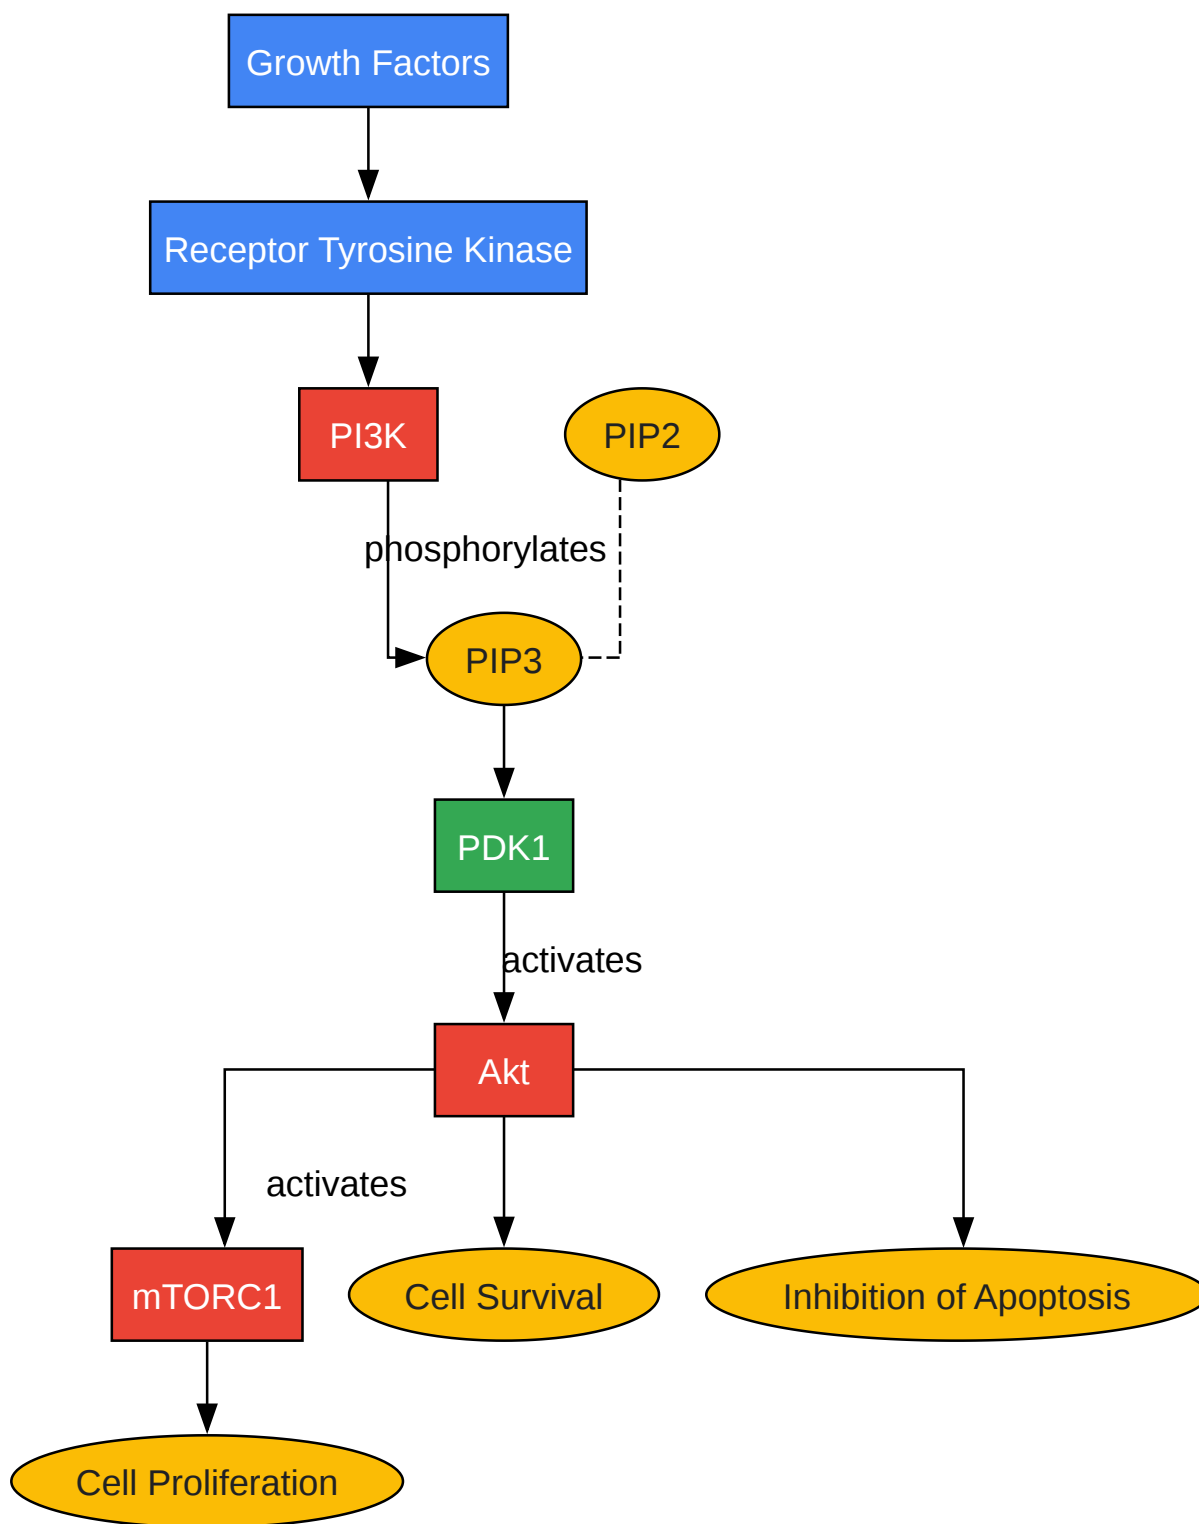 Growth Factors
Receptor Tyrosine Kinase
PI3K
PIP2
phosphorylates
PIP3
PDK1
activates
Akt
activates
mTORC1
Cell Survival
Inhibition of Apoptosis
Cell Proliferation